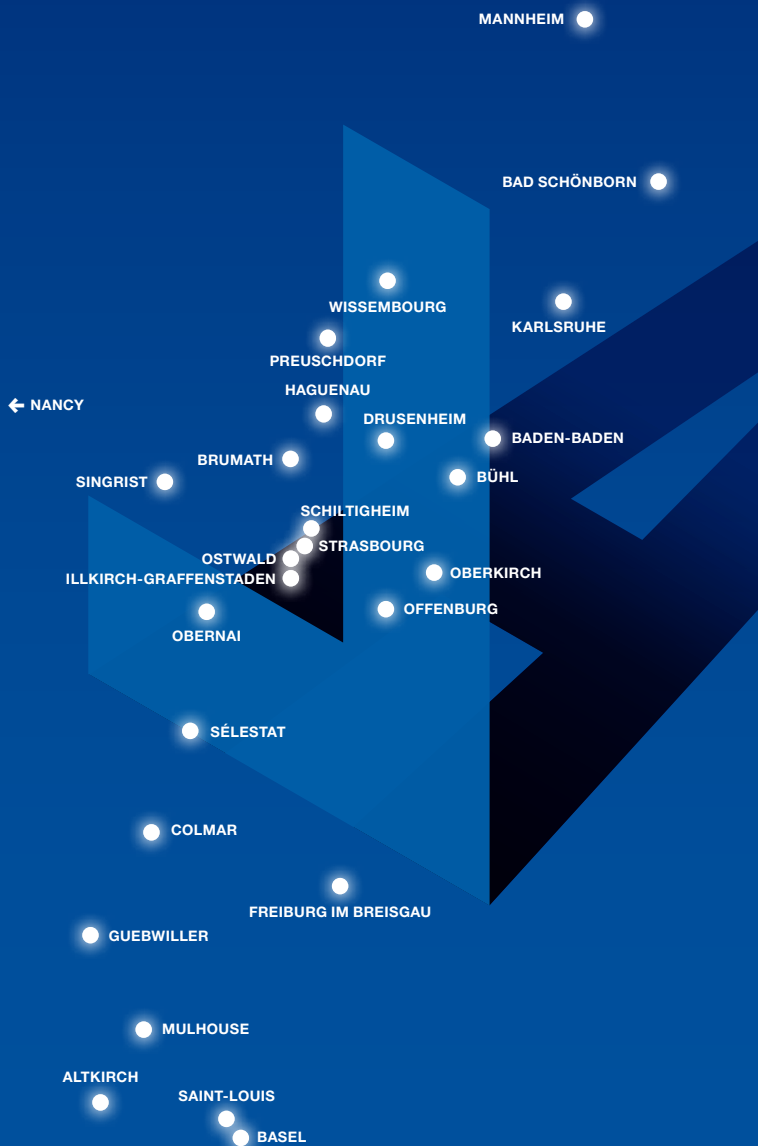 MANNHEIM
BAD SCHÖNBORN
WISSEMBOURG
KARLSRUHE
PREUSCHDORF
HAGUENAU
← NANCY
DRUSENHEIM
BADEN-BADEN
BRUMATH
BÜHL
SINGRIST
SCHILTIGHEIM
STRASBOURG
OSTWALD
OBERKIRCH
ILLKIRCH-GRAFFENSTADEN
OFFENBURG
OBERNAI
SÉLESTAT
COLMAR
FREIBURG IM BREISGAU
GUEBWILLER
MULHOUSE
ALTKIRCH
SAINT-LOUIS
BASEL